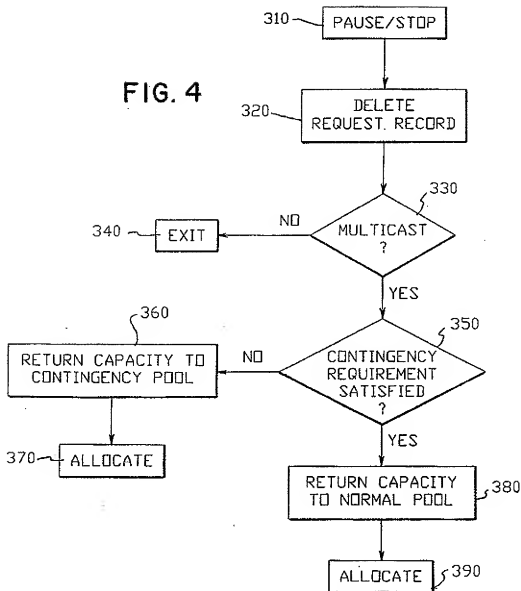 310
PAUSE/STOP
FIG. 4
320
DELETE
REQUEST. RECORD
330
MULTICAST
?
NO
340
EXIT
YES
350
CONTINGENCY
REQUIREMENT
SATISFIED
?
NO
360
RETURN CAPACITY TO
CONTINGENCY POOL
YES
370
ALLOCATE
RETURN CAPACITY
TO NORMAL POOL
380
ALLOCATE
390